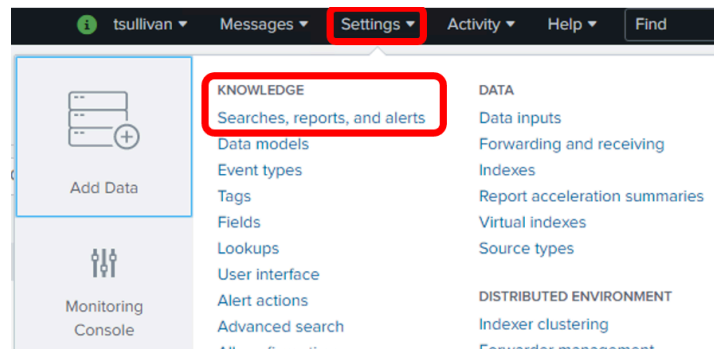 i tsullivan ▾ Messages ▾ Settings ▾ Activity ▾ Help ▾ Find
Add Data
Monitoring
Console
KNOWLEDGE
Searches, reports, and alerts
Data models
Event types
Tags
Fields
Lookups
User interface
Alert actions
Advanced search
DATA
Data inputs
Forwarding and receiving
Indexes
Report acceleration summaries
Virtual indexes
Source types
DISTRIBUTED ENVIRONMENT
Indexer clustering
Forwarder management